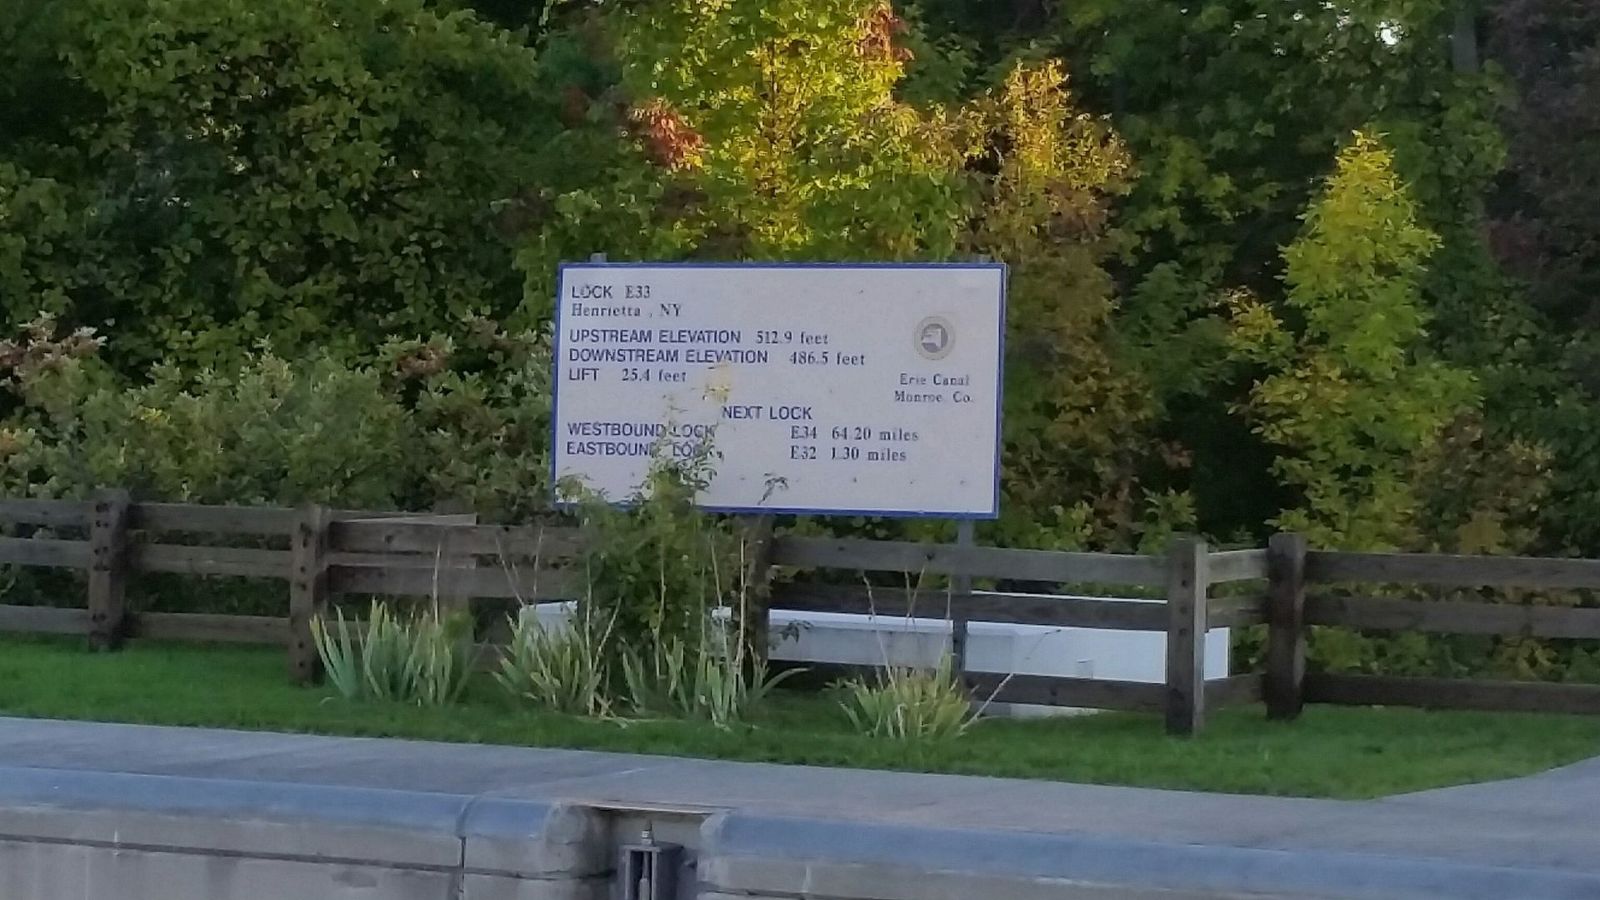 LOCK E33
Henrietta , NY
UPSTREAM ELEVATION 512.9 feet
DOWNSTREAM ELEVATION 486.5 feet
LIFT 25.4 feet
Erie Canal
Monroe Co.
NEXT LOCK
WESTBOUND LOCK E34 64.20 miles
EASTBOUND LOCK E32 1.30 miles